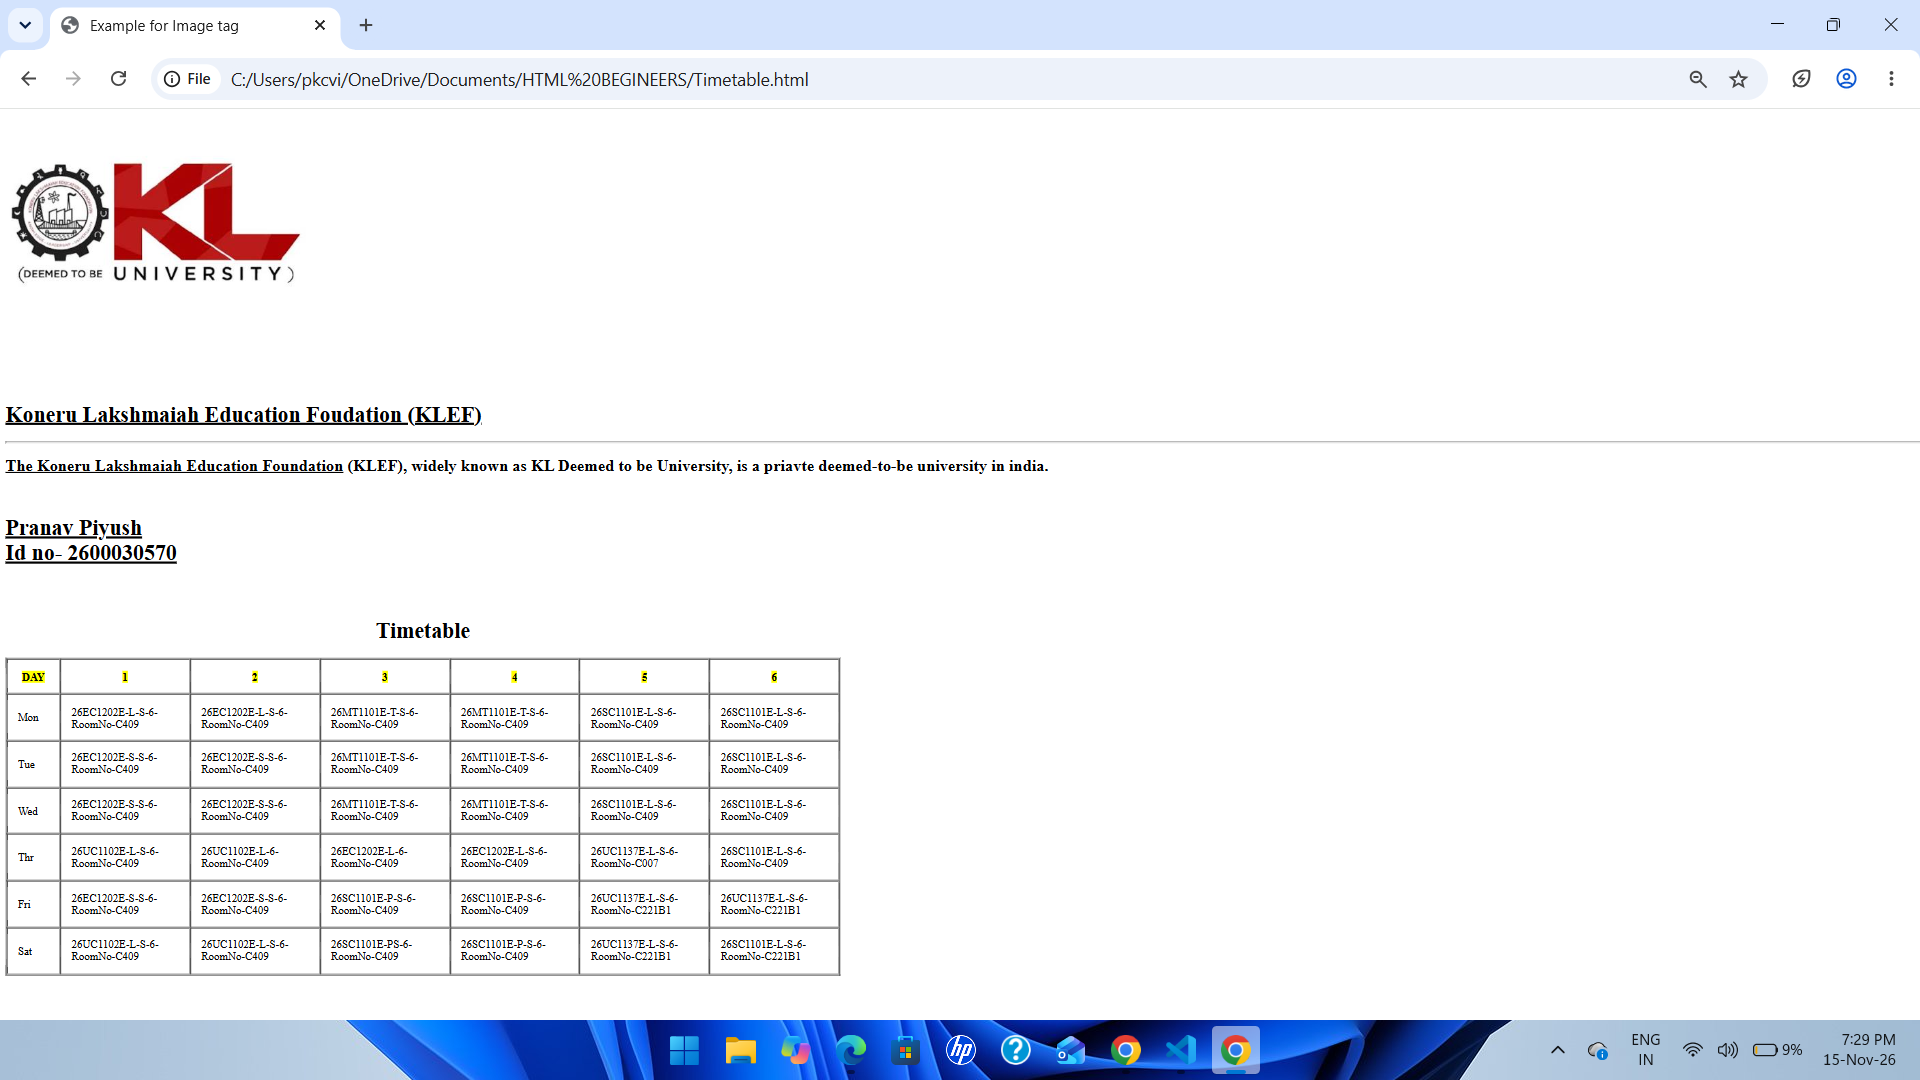 Example for Image tag
File
C:/Users/pkcvi/OneDrive/Documents/HTML%20BEGINEERS/Timetable.html
KL
(DEEMED TO BE UNIVERSITY)
Koneru Lakshmaiah Education Foudation (KLEF)
The Koneru Lakshmaiah Education Foundation (KLEF), widely known as KL Deemed to be University, is a priavte deemed-to-be university in india.
Pranav Piyush
Id no- 2600030570
Timetable
DAY 1 2 3 4 5 6
Mon 26EC1202E-L-S-6-RoomNo-C409 26EC1202E-L-S-6-RoomNo-C409 26MT1101E-T-S-6-RoomNo-C409 26MT1101E-T-S-6-RoomNo-C409 26SC1101E-L-S-6-RoomNo-C409 26SC1101E-L-S-6-RoomNo-C409
Tue 26EC1202E-S-S-6-RoomNo-C409 26EC1202E-S-S-6-RoomNo-C409 26MT1101E-T-S-6-RoomNo-C409 26MT1101E-T-S-6-RoomNo-C409 26SC1101E-L-S-6-RoomNo-C409 26SC1101E-L-S-6-RoomNo-C409
Wed 26EC1202E-S-S-6-RoomNo-C409 26EC1202E-S-S-6-RoomNo-C409 26MT1101E-T-S-6-RoomNo-C409 26MT1101E-T-S-6-RoomNo-C409 26SC1101E-L-S-6-RoomNo-C409 26SC1101E-L-S-6-RoomNo-C409
Thr 26UC1102E-L-S-6-RoomNo-C409 26UC1102E-L-6-RoomNo-C409 26EC1202E-L-6-RoomNo-C409 26EC1202E-L-S-6-RoomNo-C409 26UC1137E-L-S-6-RoomNo-C007 26SC1101E-L-S-6-RoomNo-C409
Fri 26EC1202E-S-S-6-RoomNo-C409 26EC1202E-S-S-6-RoomNo-C409 26SC1101E-P-S-6-RoomNo-C409 26SC1101E-P-S-6-RoomNo-C409 26UC1137E-L-S-6-RoomNo-C221B1 26UC1137E-L-S-6-RoomNo-C221B1
Sat 26UC1102E-L-S-6-RoomNo-C409 26UC1102E-L-S-6-RoomNo-C409 26SC1101E-PS-6-RoomNo-C409 26SC1101E-P-S-6-RoomNo-C409 26UC1137E-L-S-6-RoomNo-C221B1 26SC1101E-L-S-6-RoomNo-C221B1
hp
ENG
IN
9%
7:29 PM
15-Nov-26